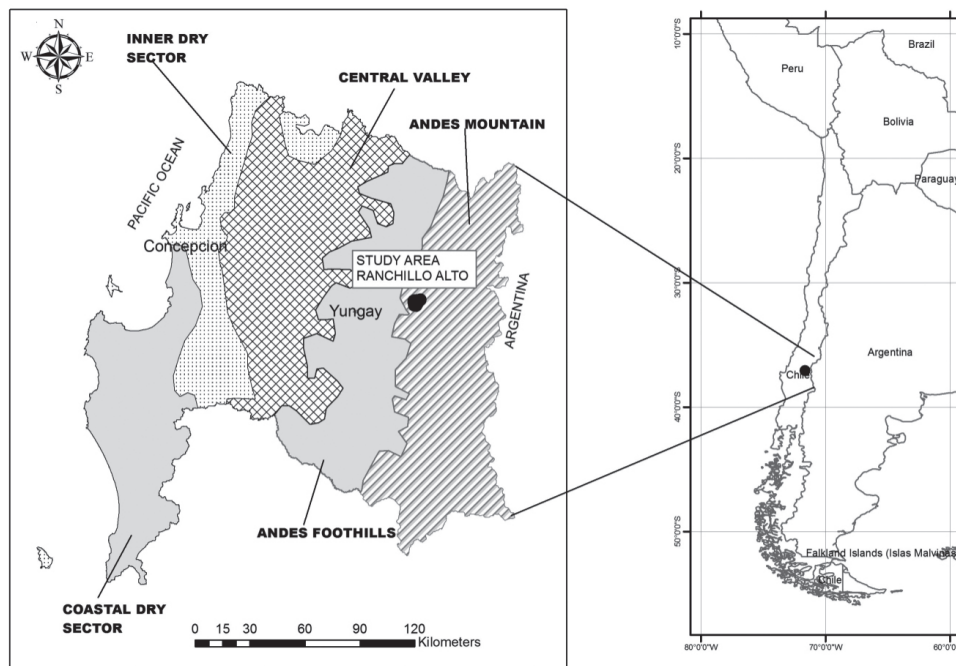 N
W E
S
INNER DRY
SECTOR
CENTRAL VALLEY
ANDES MOUNTAIN
PACIFIC OCEAN
Concepcion
STUDY AREA
RANCHILLO ALTO
Yungay
ARGENTINA
ANDES FOOTHILLS
COASTAL DRY
SECTOR
0 15 30 60 90 120
Kilometers
10°0'0"S
20°0'0"S
30°0'0"S
40°0'0"S
50°0'0"S
Brazil
Peru
Bolivia
Paraguay
Argentina
Chile
Falkland Islands (Islas Malvinas
Chile
80°0'0"W 70°0'0"W 60°0'